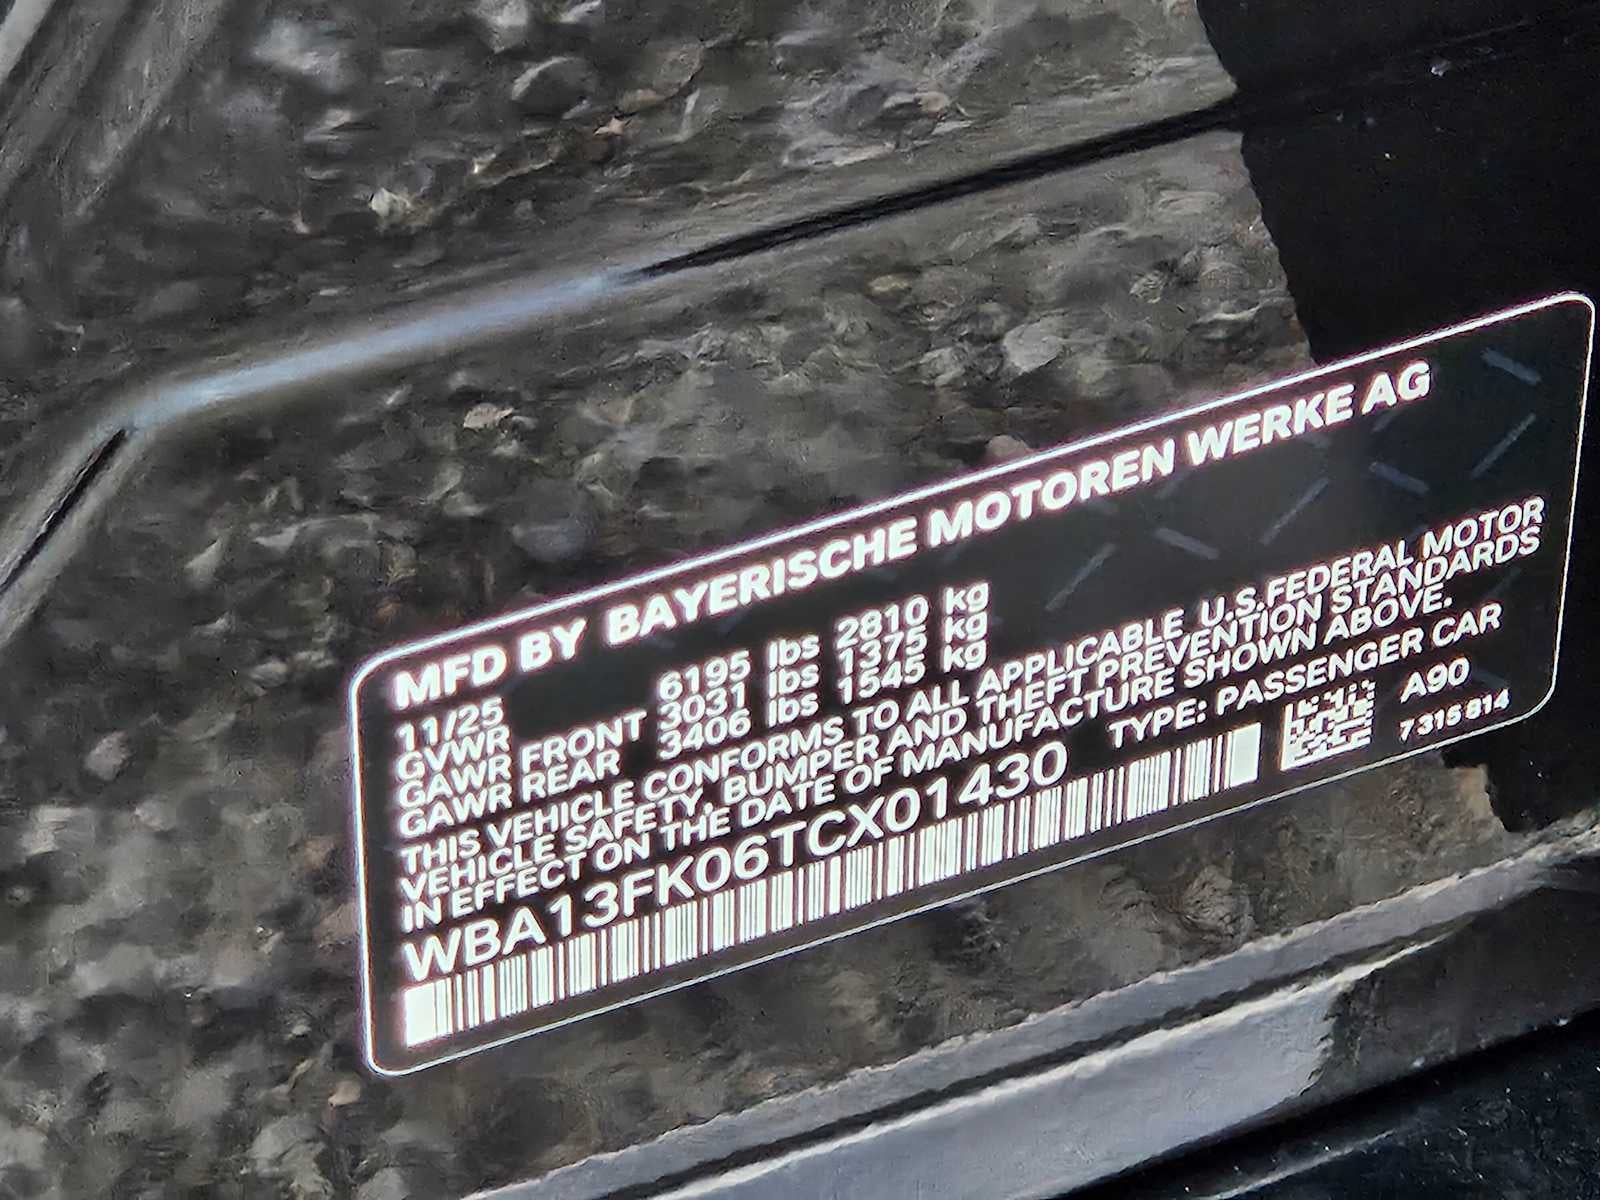 MFD BY BAYERISCHE MOTOREN WERKE AG
11/25
GVWR 6195 lbs 2810 kg
GAWR FRONT 3031 lbs 1375 kg
GAWR REAR 3406 lbs 1545 kg
THIS VEHICLE CONFORMS TO ALL APPLICABLE U.S.FEDERAL MOTOR
VEHICLE SAFETY, BUMPER AND THEFT PREVENTION STANDARDS
IN EFFECT ON THE DATE OF MANUFACTURE SHOWN ABOVE.
WBA13FK06TCX01430 TYPE: PASSENGER CAR
A90
7 315 814